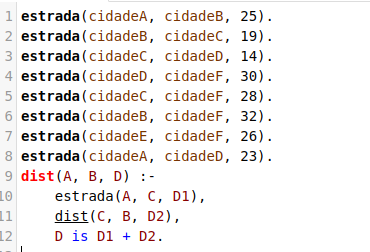 1 estrada(cidadeA, cidadeB, 25).
2 estrada(cidadeB, cidadeC, 19).
3 estrada(cidadeC, cidadeD, 14).
4 estrada(cidadeD, cidadeF, 30).
5 estrada(cidadeC, cidadeF, 28).
6 estrada(cidadeB, cidadeF, 32).
7 estrada(cidadeE, cidadeF, 26).
8 estrada(cidadeA, cidadeD, 23).
9 dist(A, B, D) :-
10     estrada(A, C, D1),
11     dist(C, B, D2),
12     D is D1 + D2.